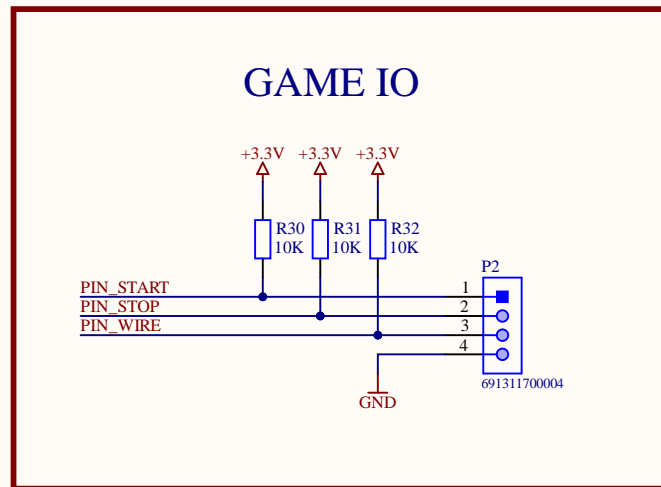 GAME IO
+3.3V +3.3V +3.3V
R30 R31 R32
10K 10K 10K
P2
PIN_START 1
PIN_STOP 2
PIN_WIRE 3
4
691311700004
GND